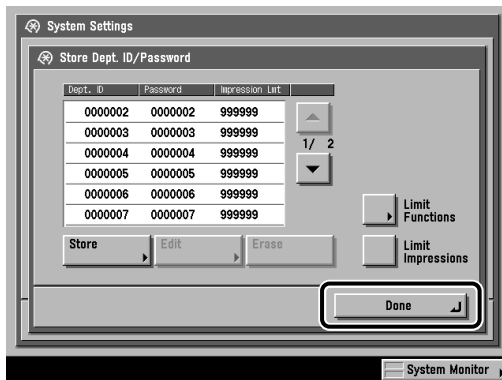 System Settings
Store Dept. ID/Password
Dept. ID Password Impression Lmt
0000002 0000002 999999
0000003 0000003 999999
0000004 0000004 999999
0000005 0000005 999999
0000006 0000006 999999
0000007 0000007 999999
1/ 2
Limit
Functions
Store Edit Erase
Limit
Impressions
Done
System Monitor